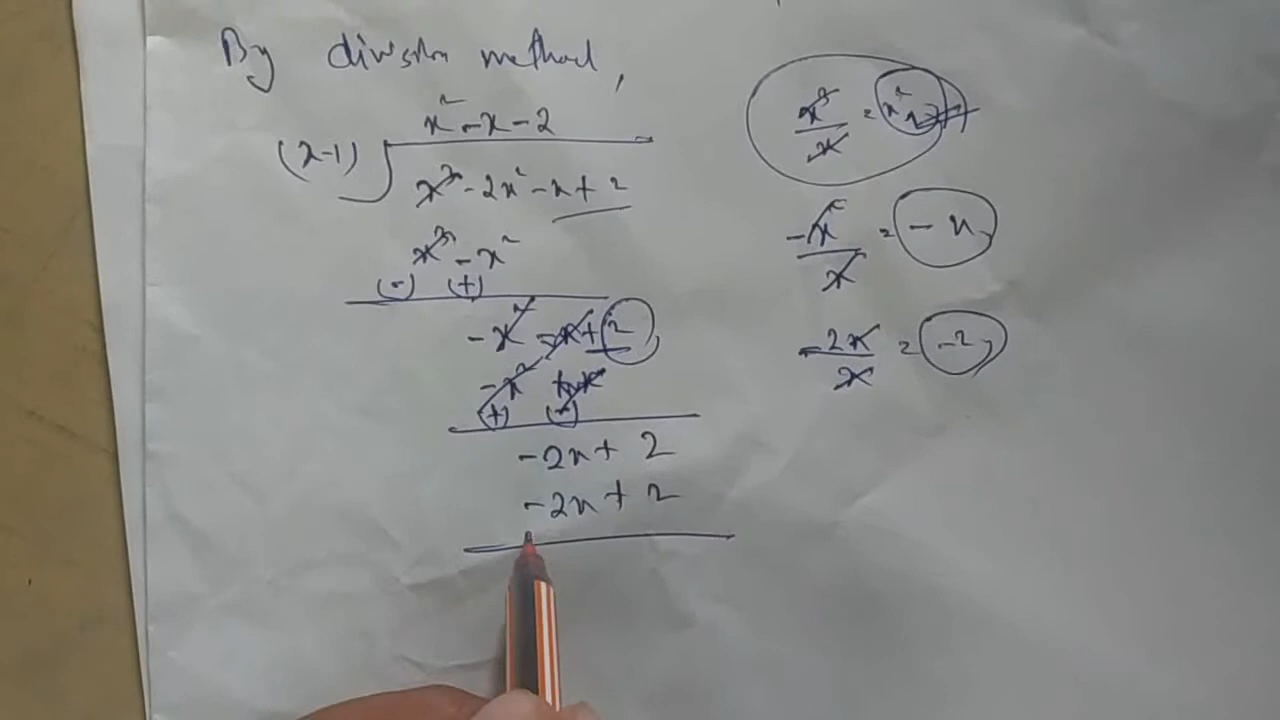 By division method,
x² - x - 2
(x-1) x³ - 2x² - x + 2
x³ - x²
(-) (+)
-x² - x + 2
-x² + x
(+) (-)
-2x + 2
-2x + 2
x³/x = x²
-x²/x = -x,
-2x/x = -2,